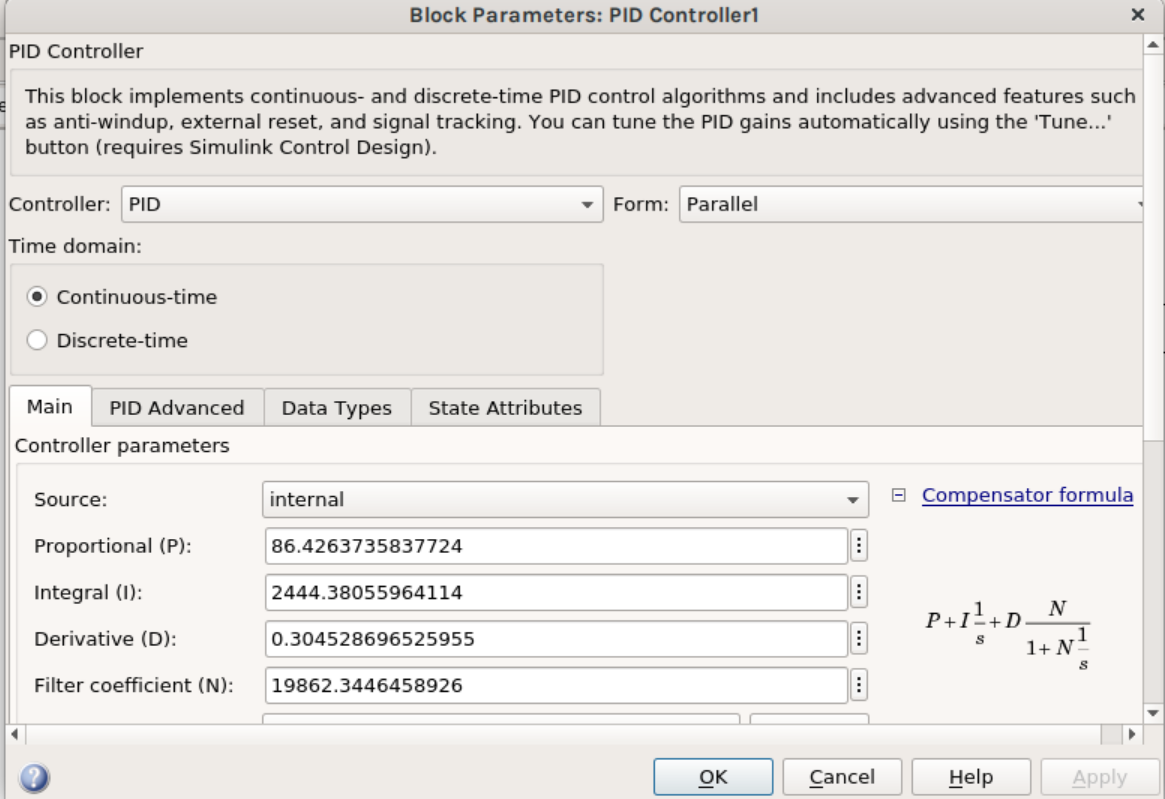 Block Parameters: PID Controller1
PID Controller
This block implements continuous- and discrete-time PID control algorithms and includes advanced features such
as anti-windup, external reset, and signal tracking. You can tune the PID gains automatically using the 'Tune...'
button (requires Simulink Control Design).
Controller: PID Form: Parallel
Time domain:
Continuous-time
Discrete-time
Main PID Advanced Data Types State Attributes
Controller parameters
Source: internal Compensator formula
Proportional (P): 86.4263735837724
Integral (I): 2444.38055964114
P+I 1/s + D N/(1+N 1/s)
Derivative (D): 0.304528696525955
Filter coefficient (N): 19862.3446458926
OK Cancel Help Apply